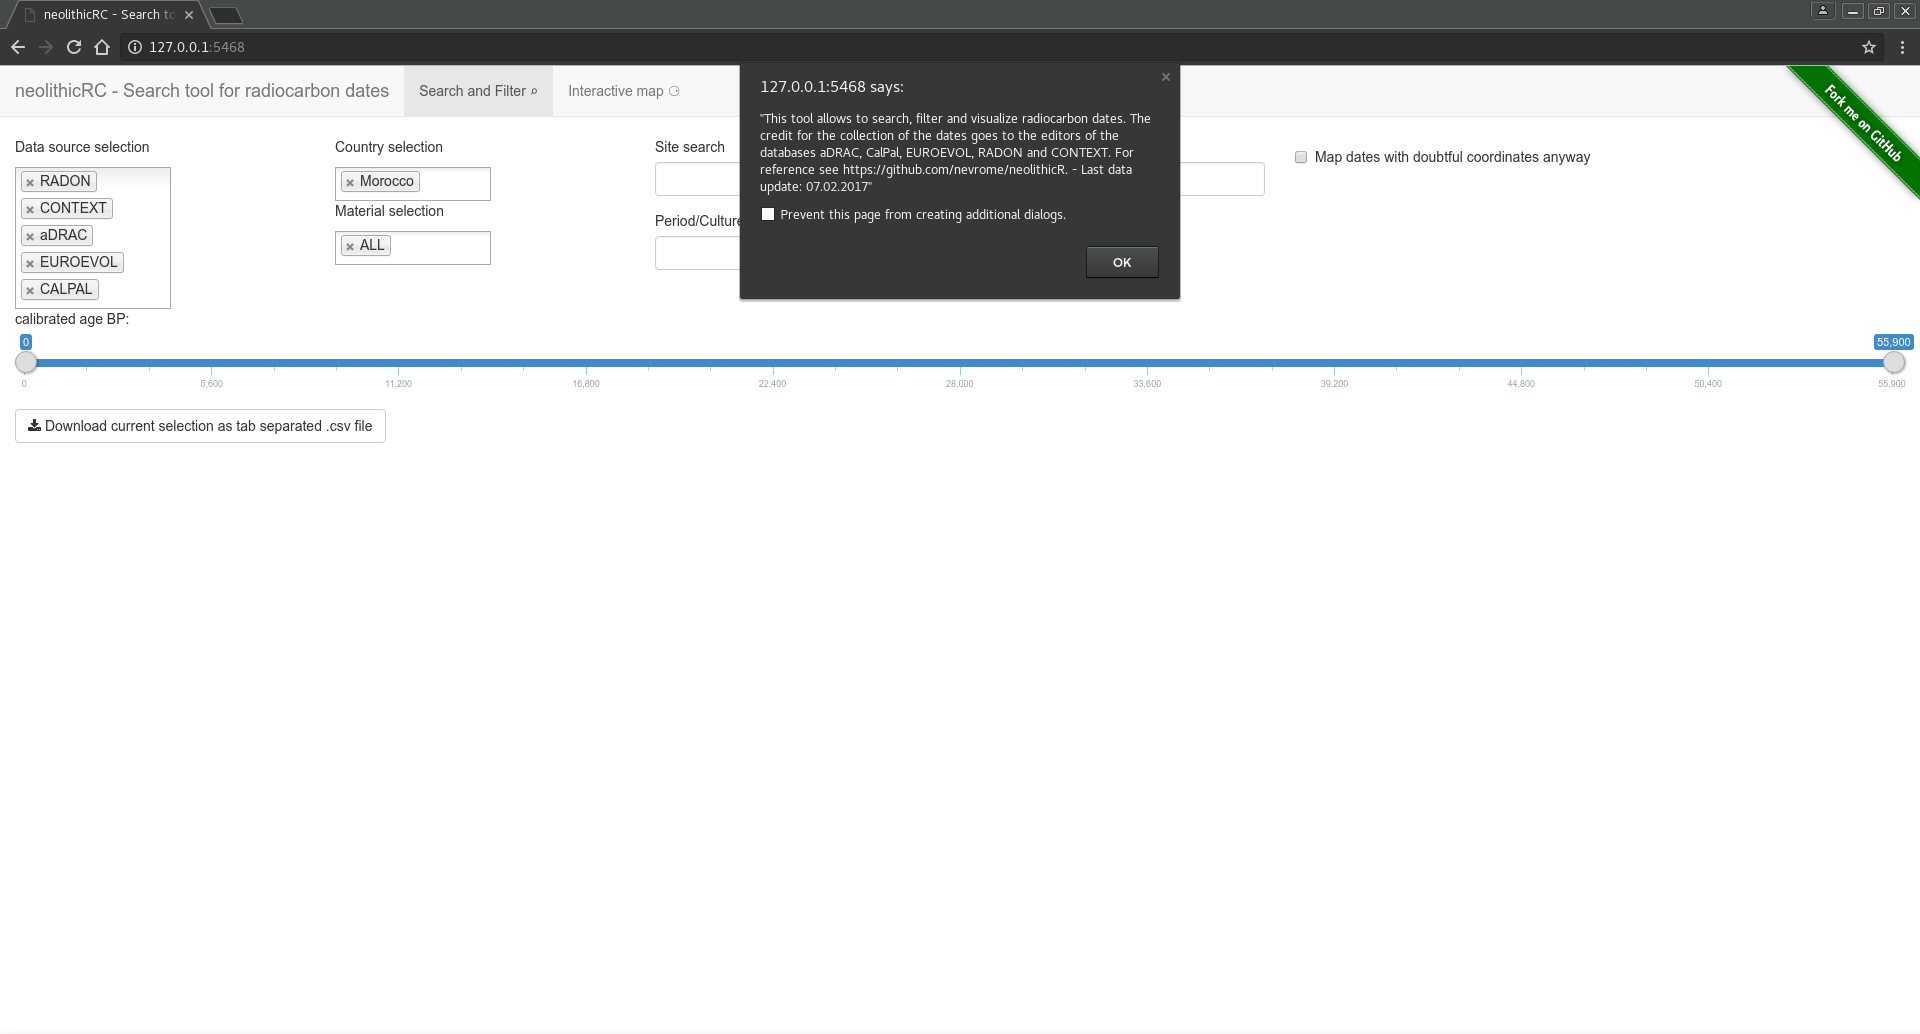 neolithicRC - Search to
127.0.0.1:5468
neolithicRC - Search tool for radiocarbon dates
Search and Filter
Interactive map
Fork me on GitHub
127.0.0.1:5468 says:
"This tool allows to search, filter and visualize radiocarbon dates. The
credit for the collection of the dates goes to the editors of the
databases aDRAC, CalPal, EUROEVOL, RADON and CONTEXT. For
reference see https://github.com/nevrome/neolithicR. - Last data
update: 07.02.2017"
Prevent this page from creating additional dialogs.
OK
Data source selection
RADON
CONTEXT
aDRAC
EUROEVOL
CALPAL
Country selection
Morocco
Material selection
ALL
Site search
Period/Culture
Map dates with doubtful coordinates anyway
calibrated age BP:
0 55,900
0 5,600 11,200 16,800 22,400 28,000 33,600 39,200 44,800 50,400 55,900
Download current selection as tab separated .csv file